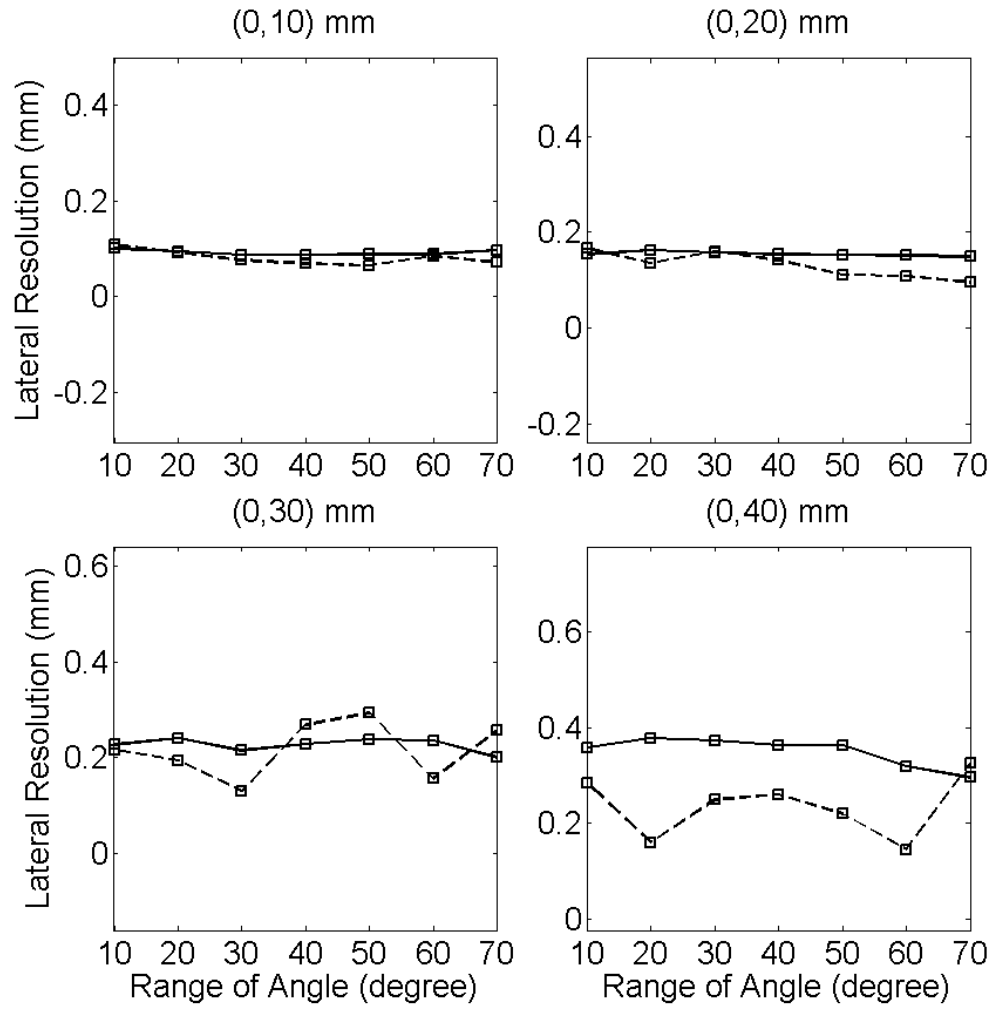 (0,10) mm
Lateral Resolution (mm)
0.4
0.2
0
-0.2
10 20 30 40 50 60 70
(0,20) mm
0.4
0.2
0
-0.2
10 20 30 40 50 60 70
(0,30) mm
Lateral Resolution (mm)
0.6
0.4
0.2
0
10 20 30 40 50 60 70
Range of Angle (degree)
(0,40) mm
0.6
0.4
0.2
0
10 20 30 40 50 60 70
Range of Angle (degree)